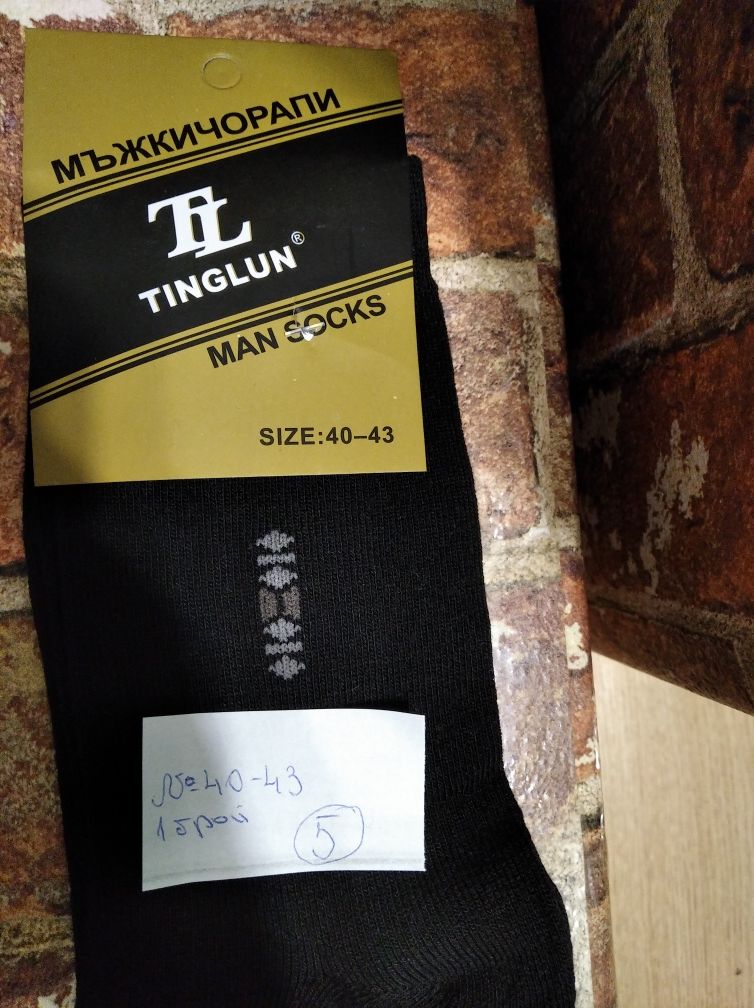 МЪЖКИЧОРАПИ
TL
TINGLUN®
MAN SOCKS
SIZE:40–43
№40-43
1брой
5